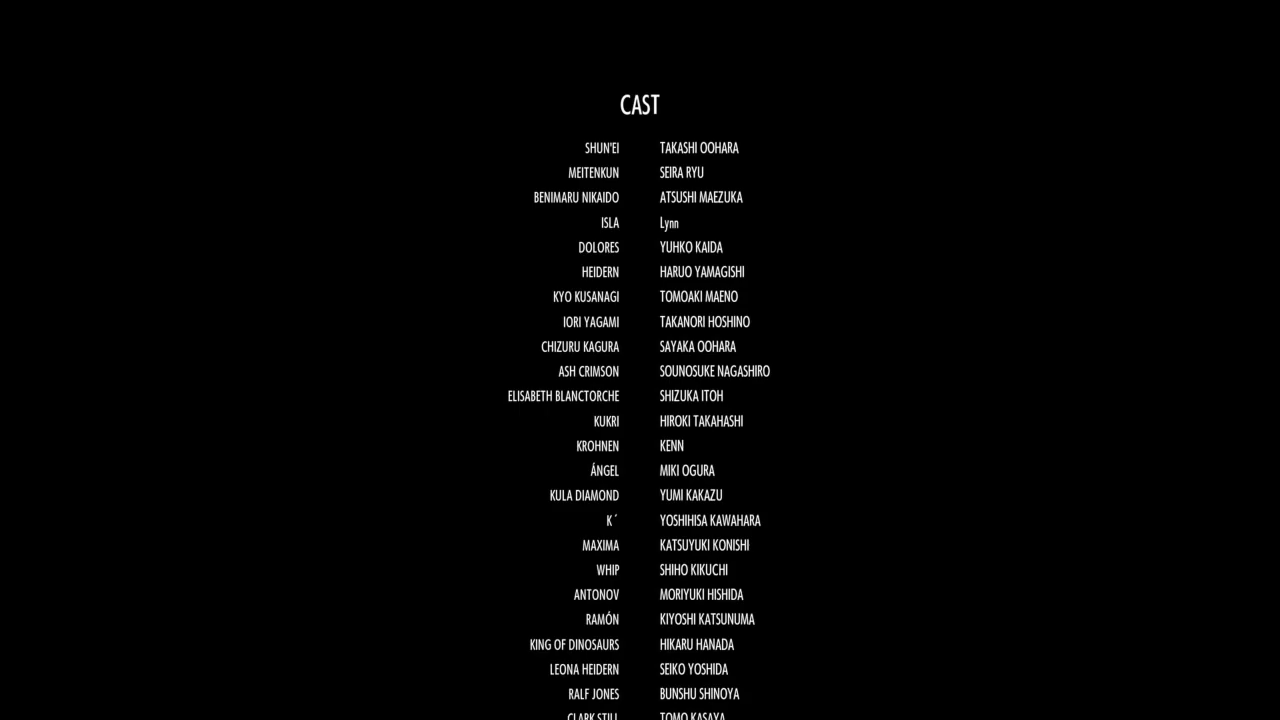 CAST
SHUN'EI TAKASHI OOHARA
MEITENKUN SEIRA RYU
BENIMARU NIKAIDO ATSUSHI MAEZUKA
ISLA Lynn
DOLORES YUHKO KAIDA
HEIDERN HARUO YAMAGISHI
KYO KUSANAGI TOMOAKI MAENO
IORI YAGAMI TAKANORI HOSHINO
CHIZURU KAGURA SAYAKA OOHARA
ASH CRIMSON SOUNOSUKE NAGASHIRO
ELISABETH BLANCTORCHE SHIZUKA ITOH
KUKRI HIROKI TAKAHASHI
KROHNEN KENN
ÁNGEL MIKI OGURA
KULA DIAMOND YUMI KAKAZU
K´ YOSHIHISA KAWAHARA
MAXIMA KATSUYUKI KONISHI
WHIP SHIHO KIKUCHI
ANTONOV MORIYUKI HISHIDA
RAMÓN KIYOSHI KATSUNUMA
KING OF DINOSAURS HIKARU HANADA
LEONA HEIDERN SEIKO YOSHIDA
RALF JONES BUNSHU SHINOYA
CLARK STILL TOMO KASAYA